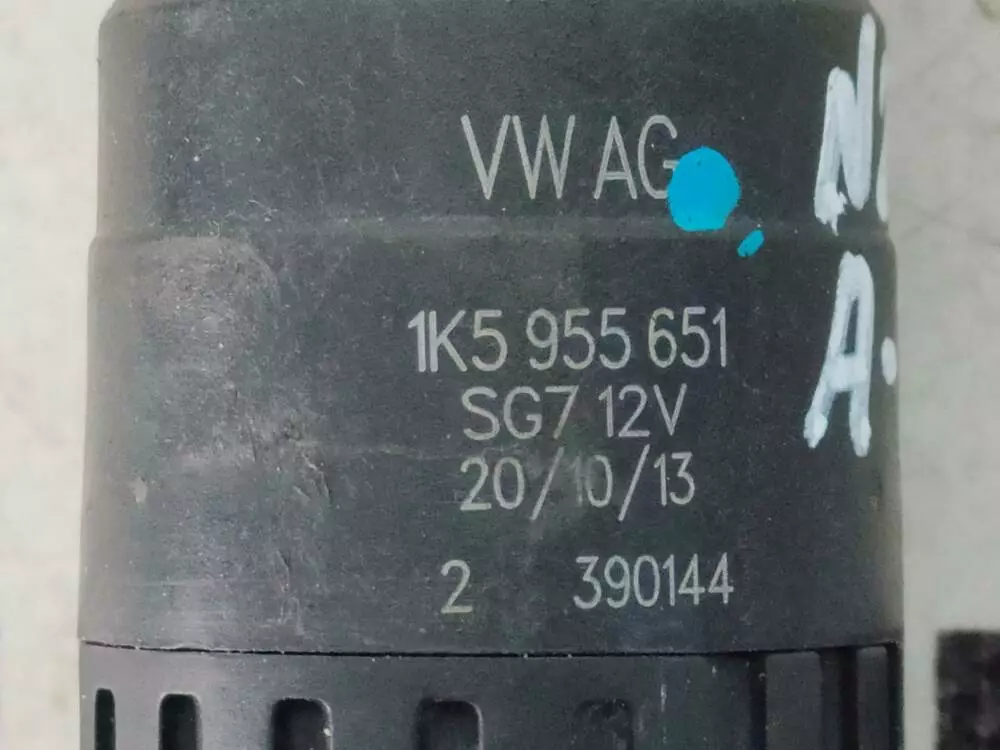 VW AG
1K5 955 651
SG7 12V
20/10/13
2 390144
N
A.